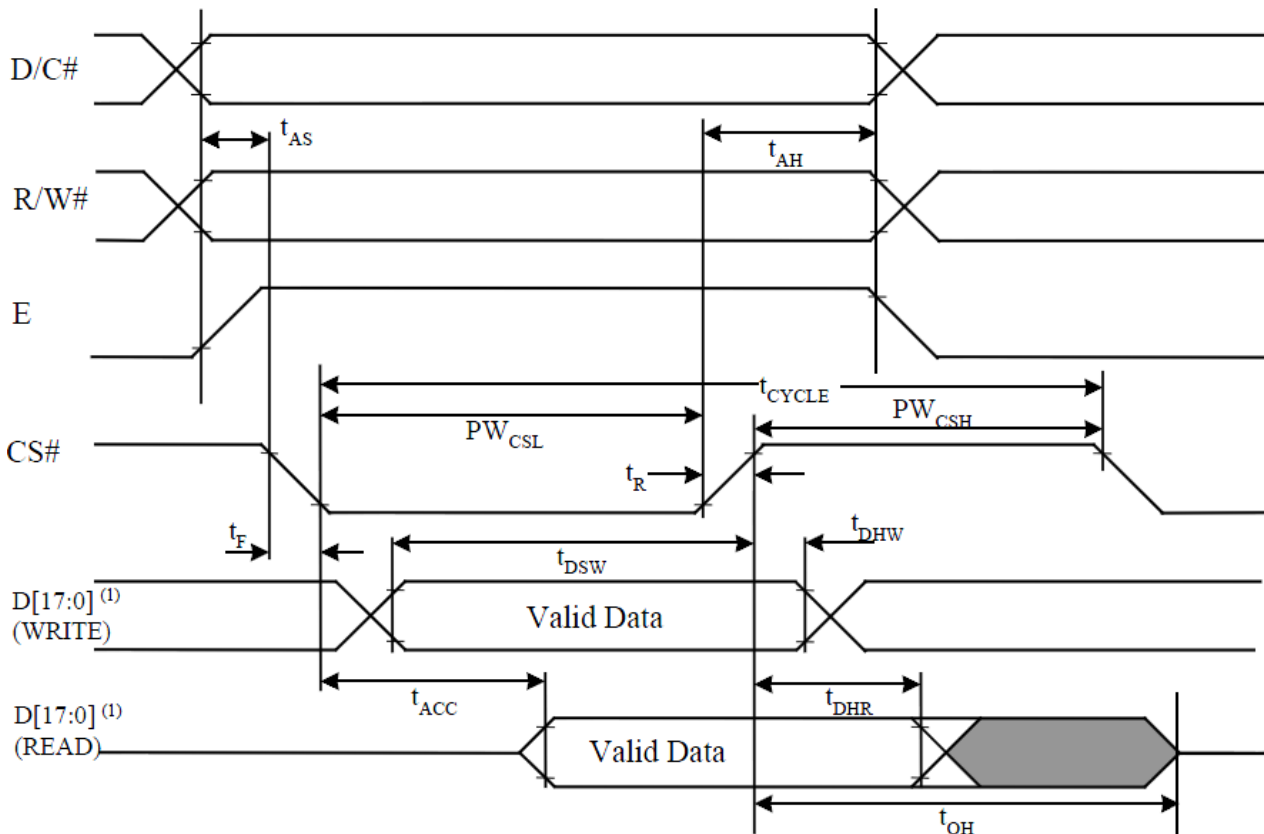 D/C#
tAS
tAH
R/W#
E
tCYCLE
PWCSL
PWCSH
CS#
tR
tF
tDSW
tDHW
D[17:0] (1)
(WRITE)
Valid Data
tACC
tDHR
D[17:0] (1)
(READ)
Valid Data
tOH